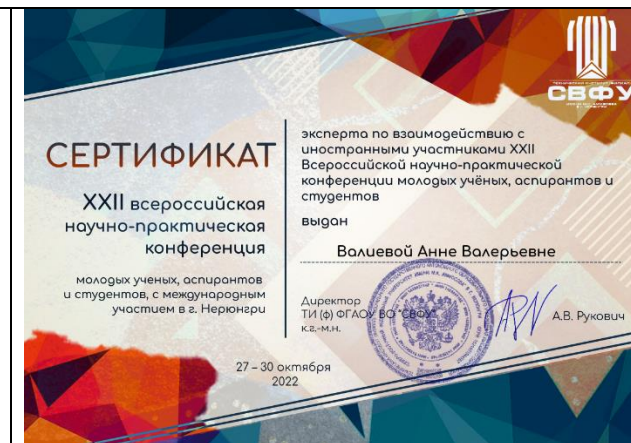 СВФУ
СЕРТИФИКАТ
XXII всероссийская
научно-практическая
конференция
молодых ученых, аспирантов
и студентов, с международным
участием в г. Нерюнгри
27 – 30 октября
2022
эксперта по взаимодействию с
иностранными участниками XXII
Всероссийской научно-практической
конференции молодых учёных, аспирантов и
студентов
выдан
Валиевой Анне Валерьевне
Директор
ТИ (ф) ФГАОУ ВО "СВФУ",
к.г.-м.н.
А.В. Рукович